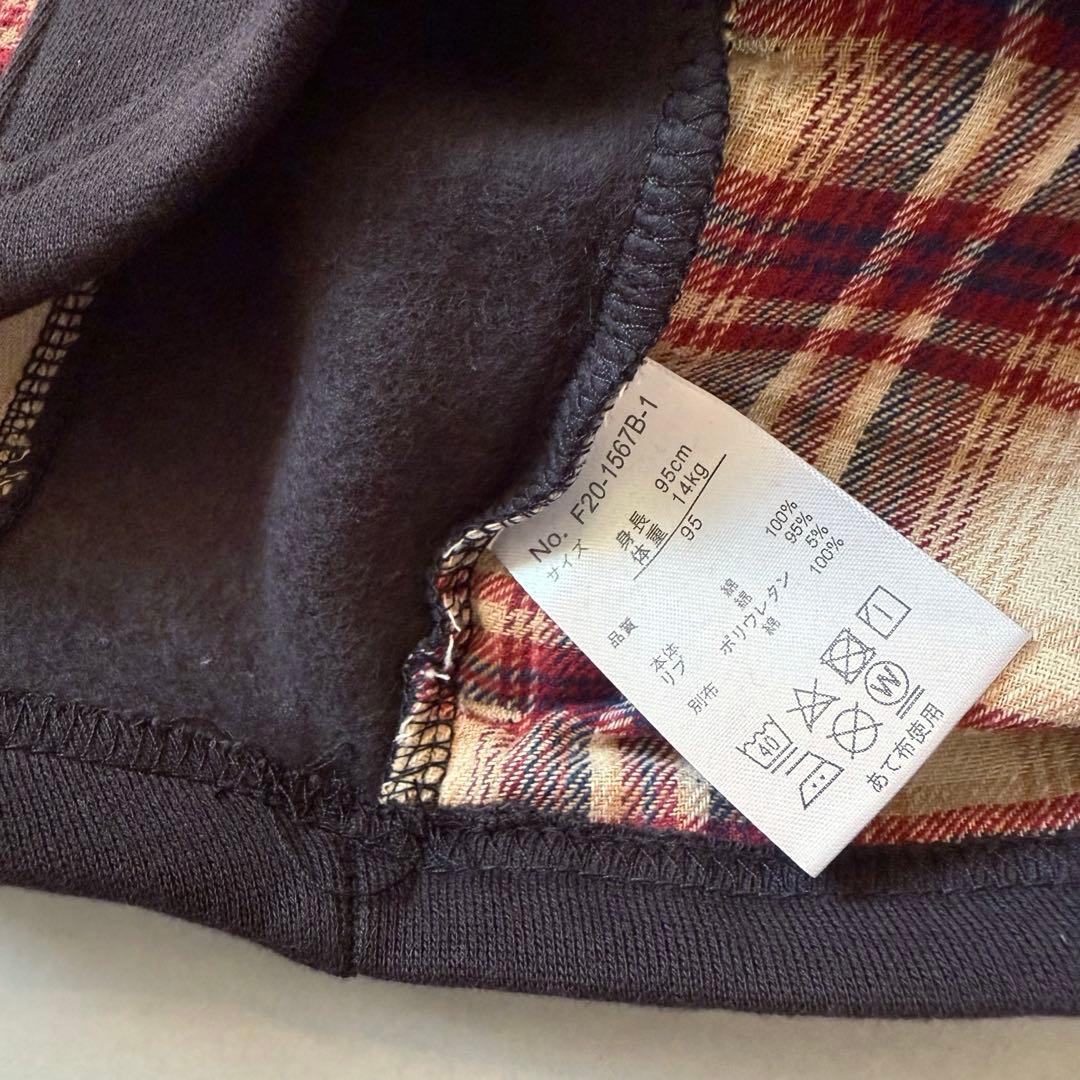 No. F20-1567B-1
サイズ
身長 95cm
体重 14kg
95
品質
本体 綿 100%
リブ 綿 95%
ポリウレタン 5%
別布 綿 100%
40
W
あて布使用